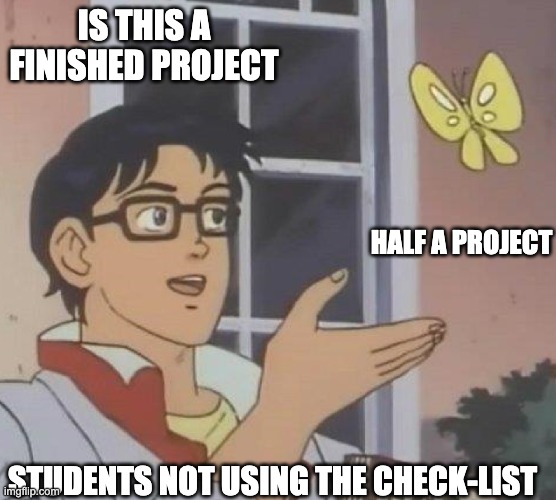 IS THIS A
FINISHED PROJECT
HALF A PROJECT
STUDENTS NOT USING THE CHECK-LIST
imgflip.com